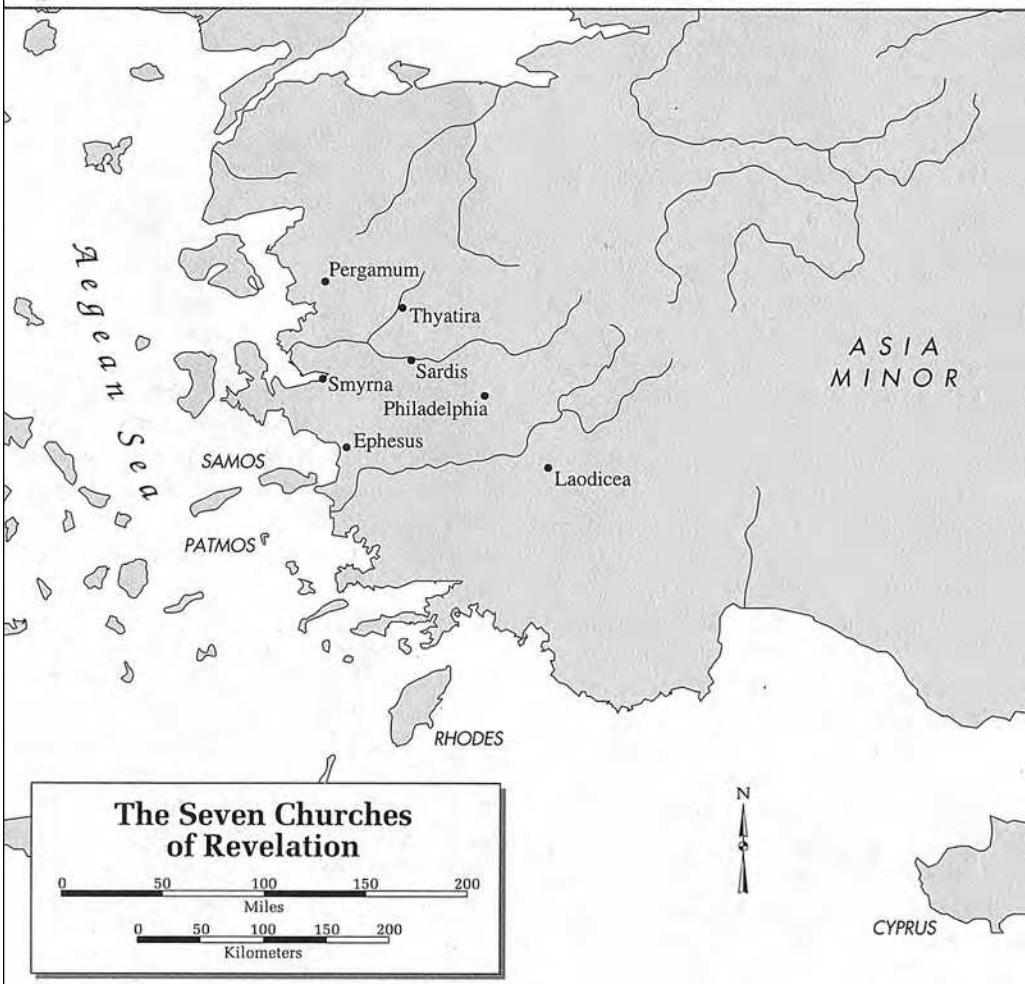 Aegean Sea
Pergamum
Thyatira
Sardis
Smyrna
Philadelphia
Ephesus
Laodicea
ASIA
MINOR
SAMOS
PATMOS
RHODES
CYPRUS
N
The Seven Churches
of Revelation
0 50 100 150 200
Miles
0 50 100 150 200
Kilometers